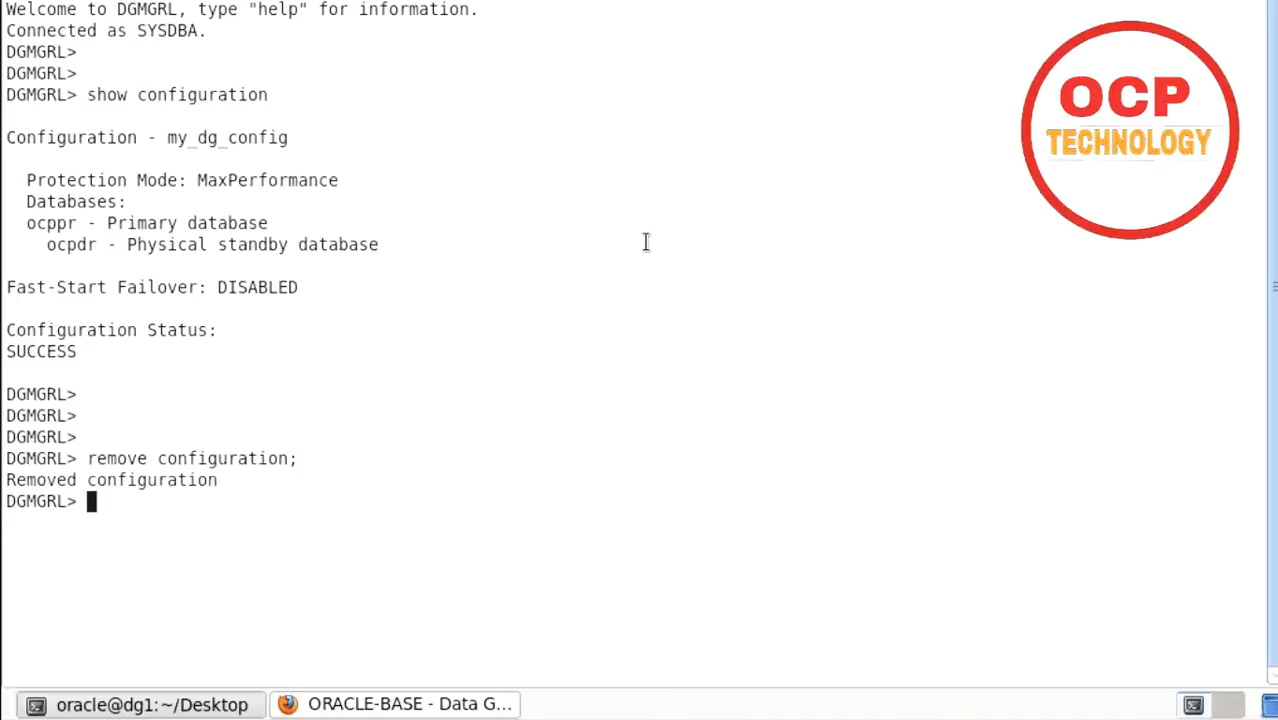 Welcome to DGMGRL, type "help" for information.
Connected as SYSDBA.
DGMGRL>
DGMGRL>
DGMGRL> show configuration
Configuration - my_dg_config
Protection Mode: MaxPerformance
Databases:
ocppr - Primary database
ocpdr - Physical standby database
Fast-Start Failover: DISABLED
Configuration Status:
SUCCESS
DGMGRL>
DGMGRL>
DGMGRL>
DGMGRL> remove configuration;
Removed configuration
DGMGRL>
OCP
TECHNOLOGY
oracle@dg1:~/Desktop
ORACLE-BASE - Data G...